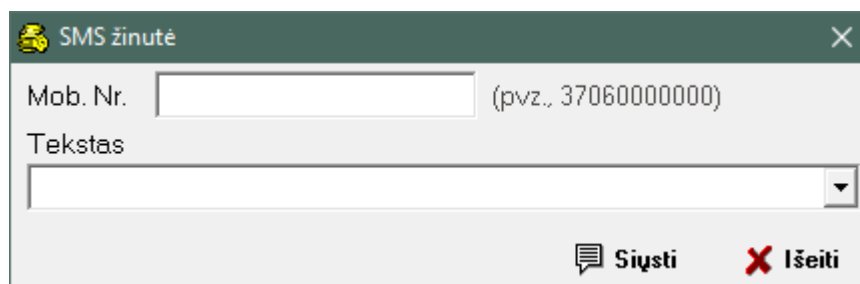 SMS žinutė
Mob. Nr. (pvz., 37060000000)
Tekstas
Siųsti Išeiti